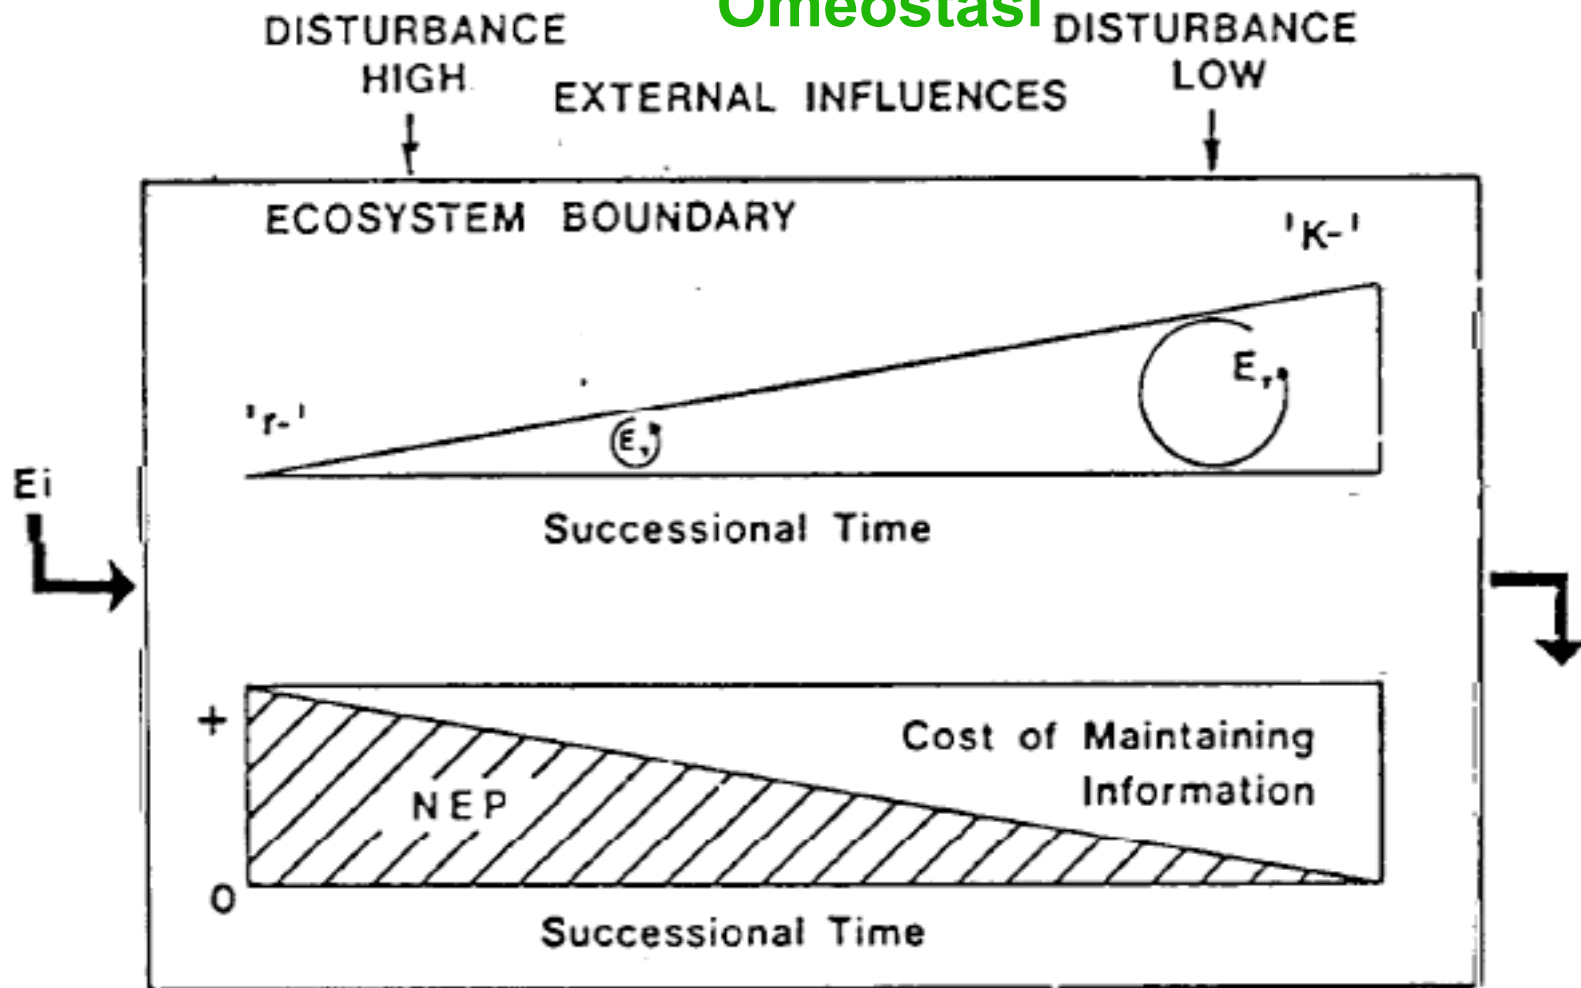 Omeostasi
DISTURBANCE
HIGH
EXTERNAL INFLUENCES
DISTURBANCE
LOW
ECOSYSTEM BOUNDARY
'K-'
'r-'
Ei
Successional Time
+
Cost of Maintaining
Information
NEP
0
Successional Time